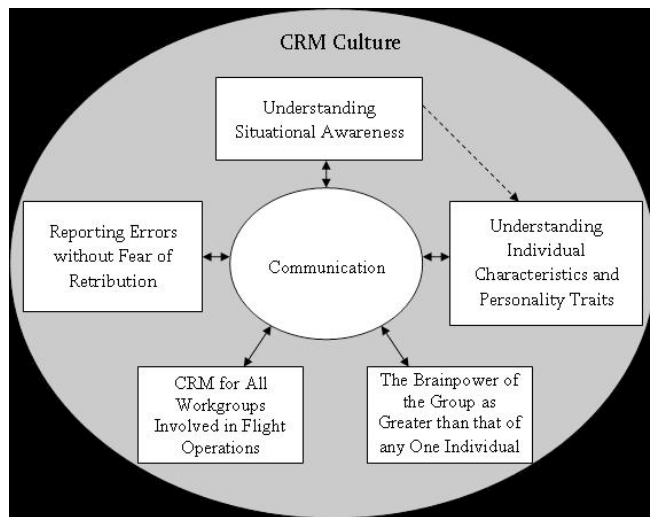 CRM Culture
Understanding
Situational Awareness
Reporting Errors
without Fear of
Retribution
Communication
Understanding
Individual
Characteristics and
Personality Traits
CRM for All
Workgroups
Involved in Flight
Operations
The Brainpower of
the Group as
Greater than that of
any One Individual